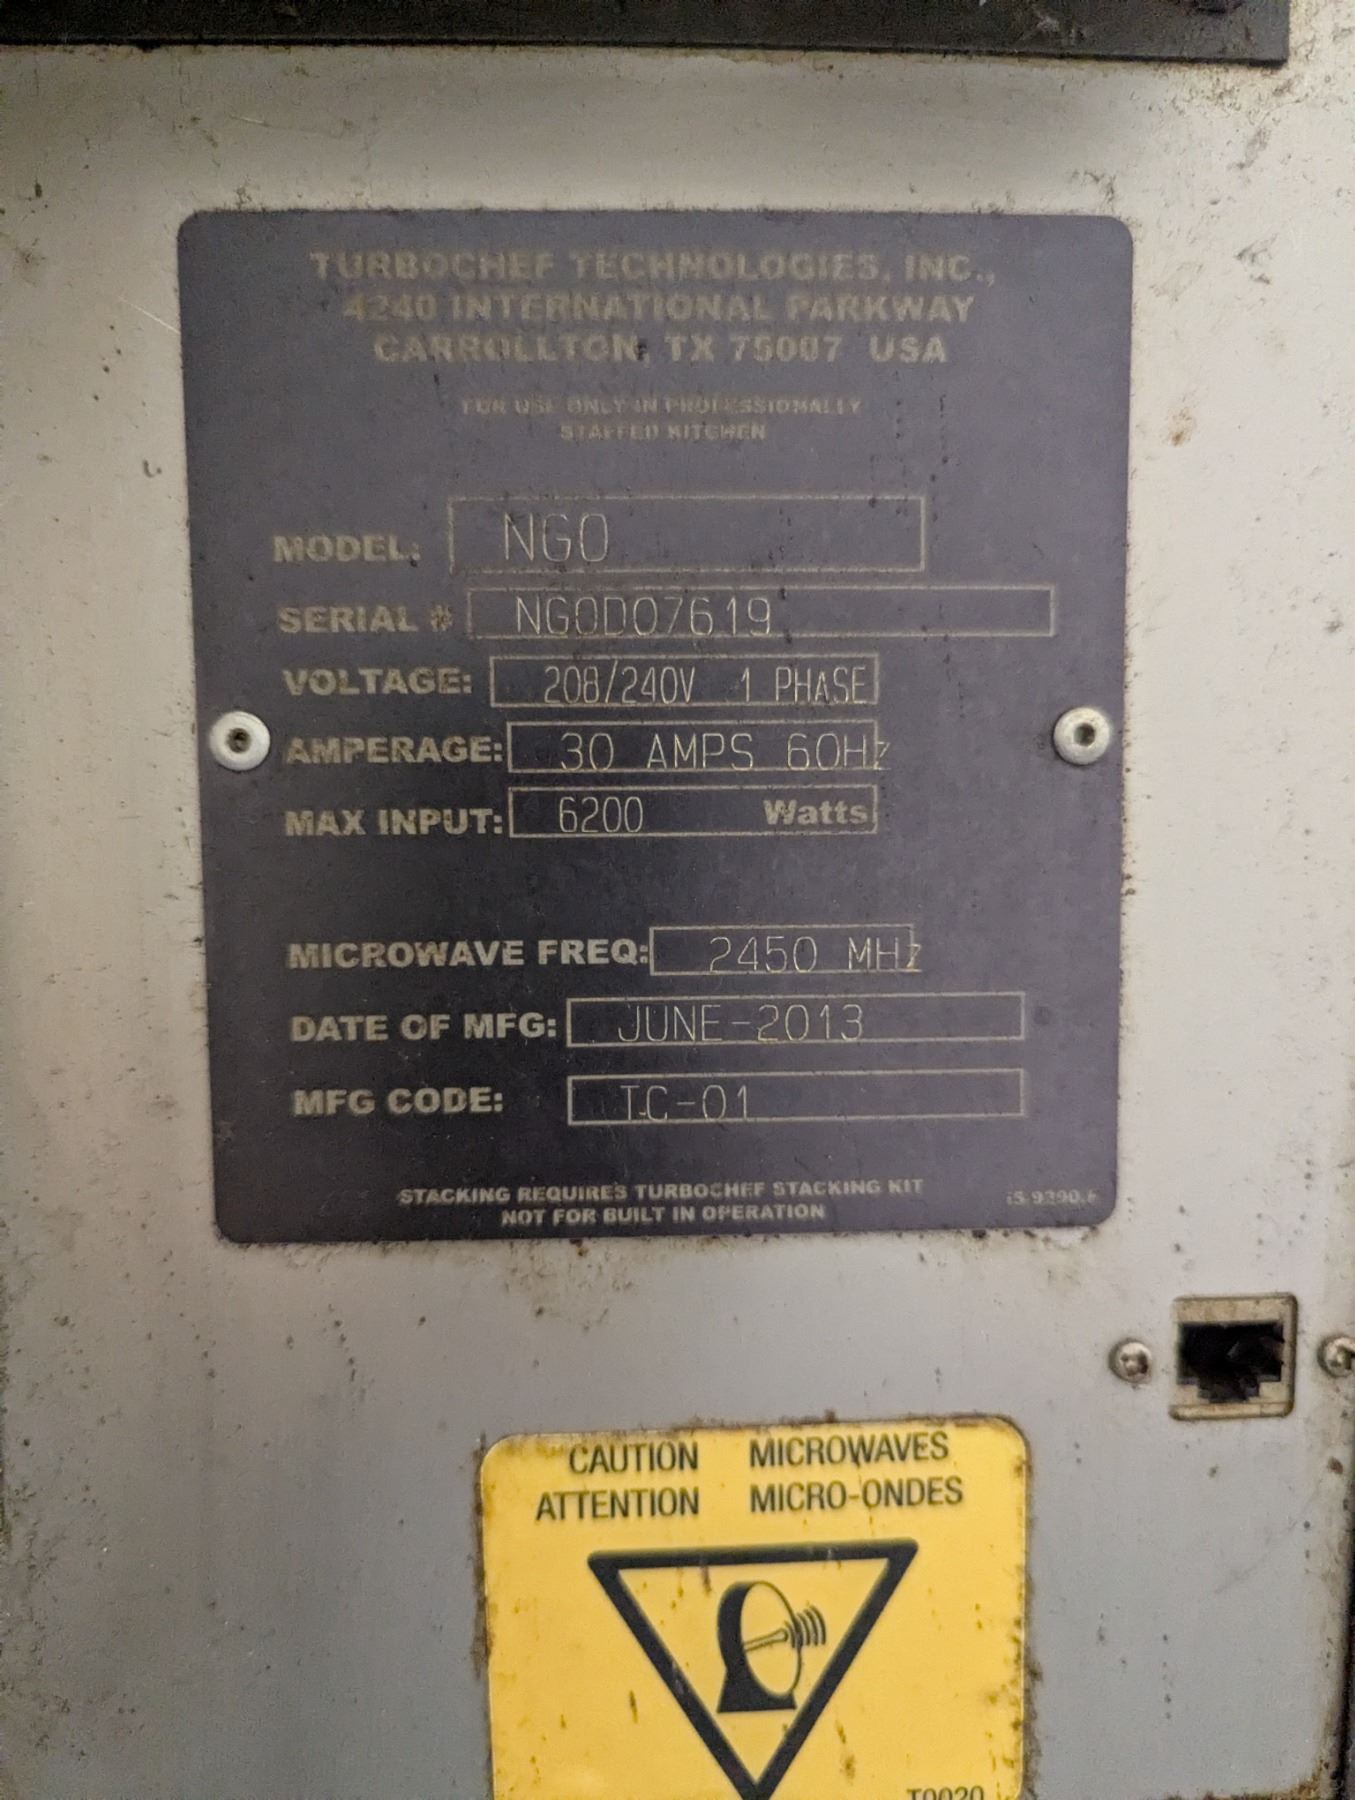 TURBOCHEF TECHNOLOGIES, INC.,
4240 INTERNATIONAL PARKWAY
CARROLLTON, TX 75007 USA
FOR USE ONLY IN PROFESSIONALLY
STAFFED KITCHEN
MODEL: NGO
SERIAL # NGOD07619
VOLTAGE: 208/240V 1 PHASE
AMPERAGE: 30 AMPS 60Hz
MAX INPUT: 6200 Watts
MICROWAVE FREQ: 2450 MHz
DATE OF MFG: JUNE-2013
MFG CODE: TC-01
STACKING REQUIRES TURBOCHEF STACKING KIT
NOT FOR BUILT IN OPERATION
CAUTION MICROWAVES
ATTENTION MICRO-ONDES